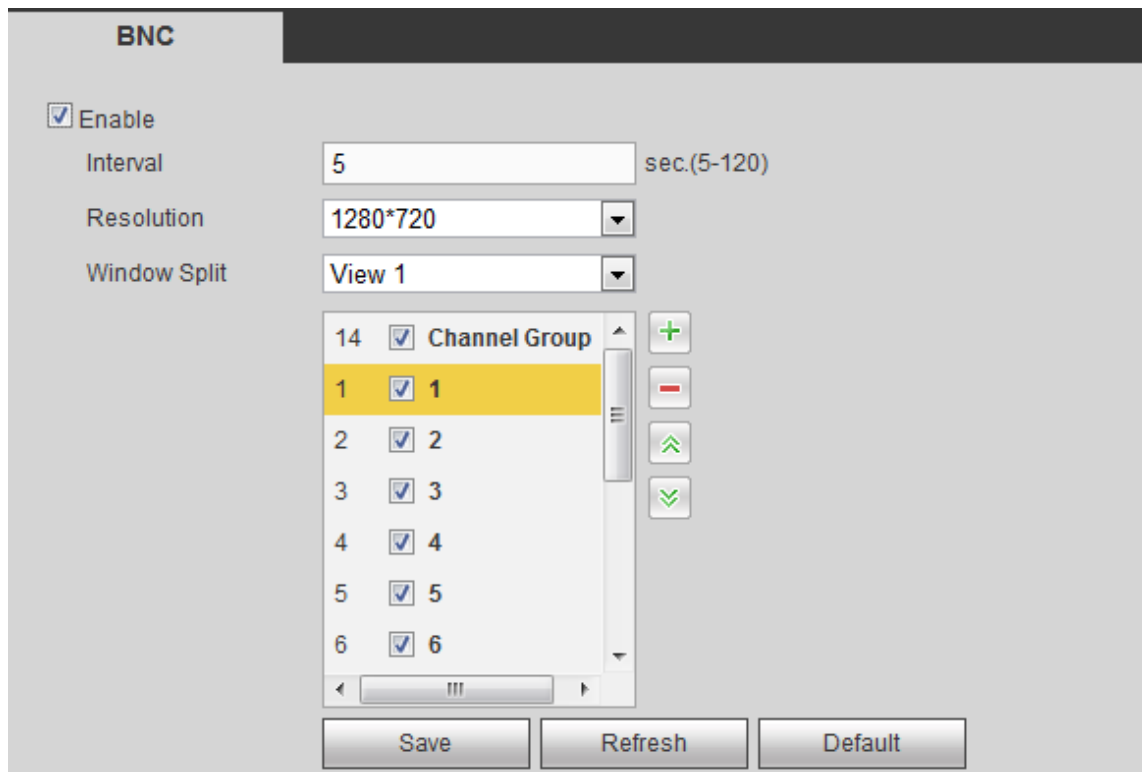 BNC
Enable
Interval 5 sec.(5-120)
Resolution 1280*720
Window Split View 1
14 Channel Group
1 1
2 2
3 3
4 4
5 5
6 6
Save Refresh Default